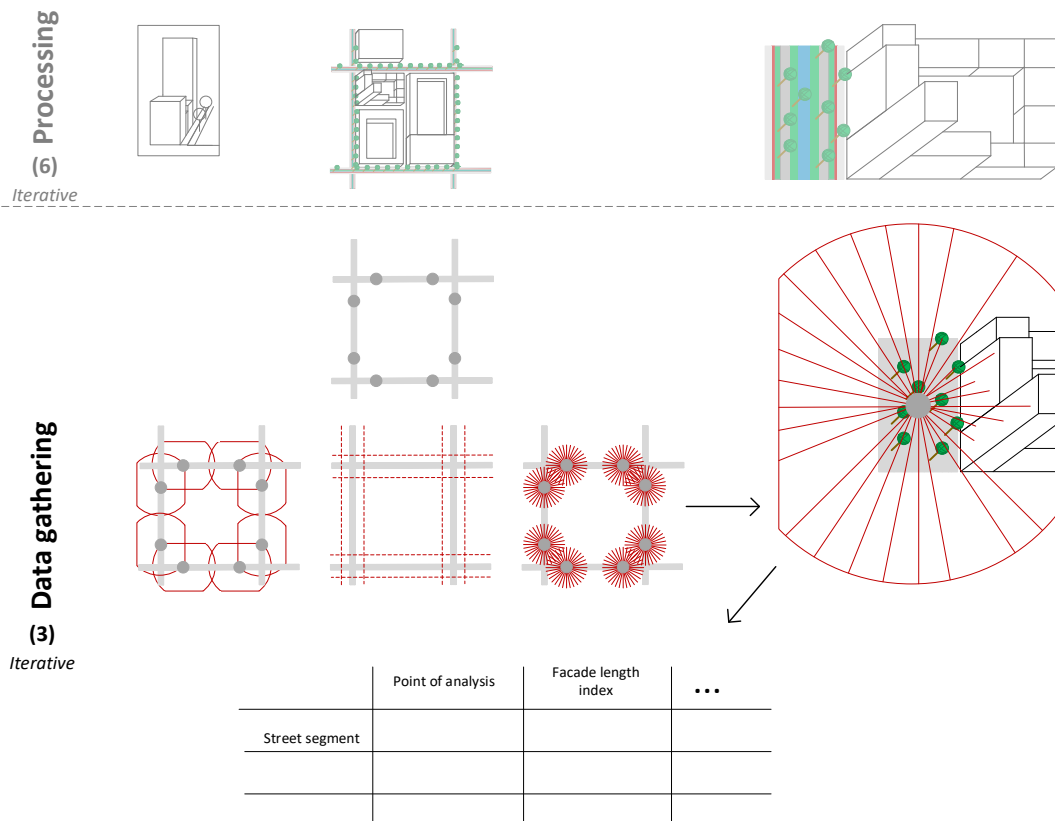 Processing
(6)
Iterative
Data gathering
(3)
Iterative
Point of analysis
Facade length
index
...
Street segment